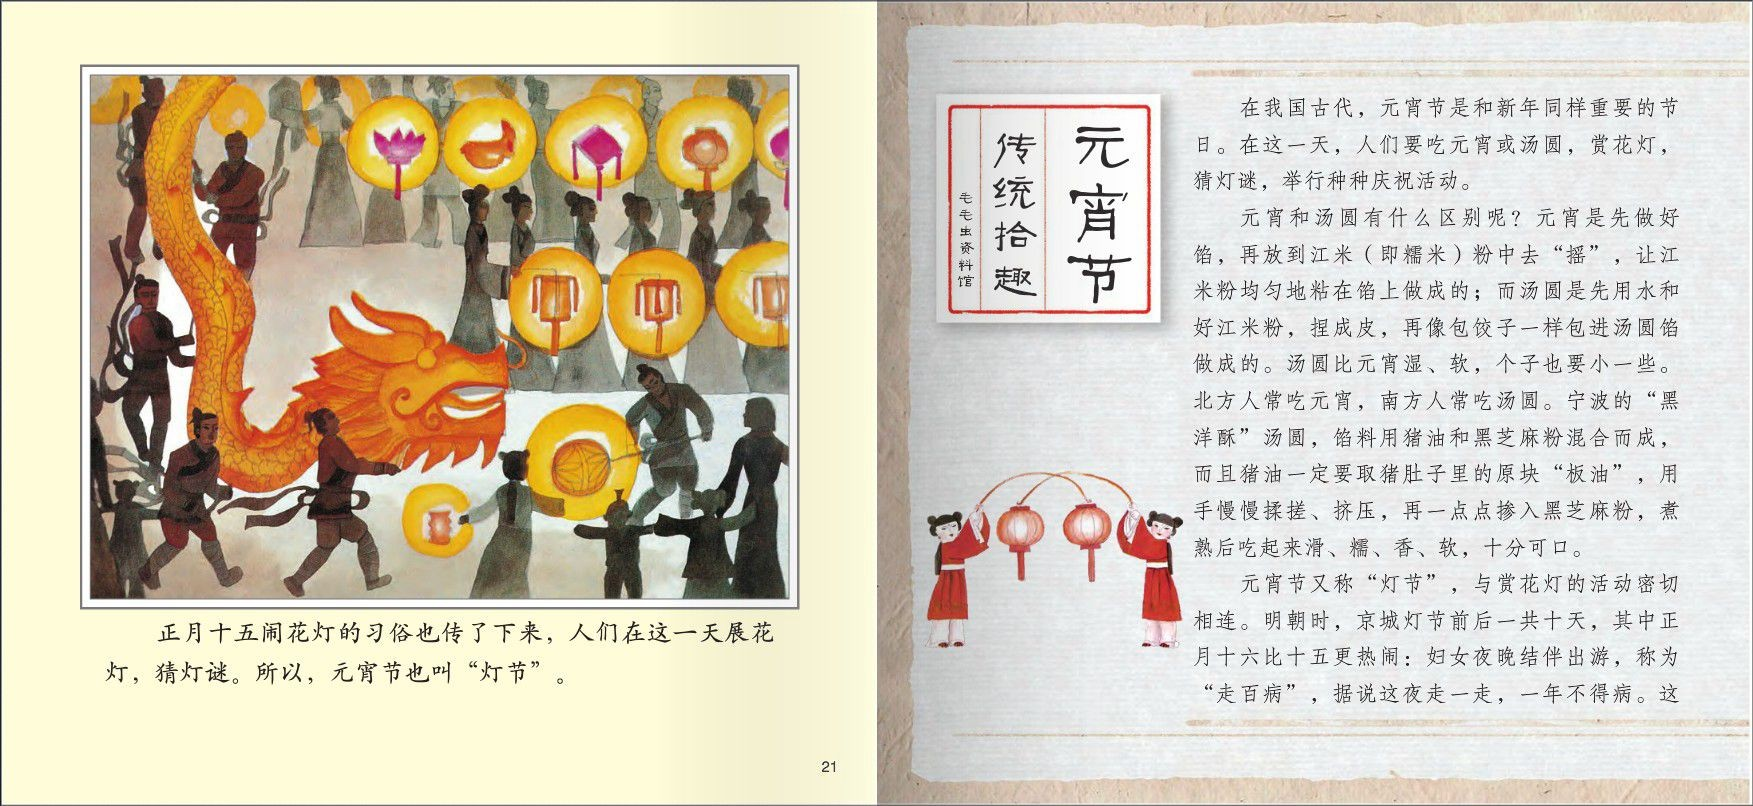 正月十五闹花灯的习俗也传了下来，人们在这一天展花
灯，猜灯谜。所以，元宵节也叫“灯节”。
21
元宵节
传统拾趣
毛毛虫资料馆
在我国古代，元宵节是和新年同样重要的节
日。在这一天，人们要吃元宵或汤圆，赏花灯，
猜灯谜，举行种种庆祝活动。
元宵和汤圆有什么区别呢？元宵是先做好
馅，再放到江米（即糯米）粉中去“摇”，让江
米粉均匀地粘在馅上做成的；而汤圆是先用水和
好江米粉，捏成皮，再像包饺子一样包进汤圆馅
做成的。汤圆比元宵湿、软，个子也要小一些。
北方人常吃元宵，南方人常吃汤圆。宁波的“黑
洋酥”汤圆，馅料用猪油和黑芝麻粉混合而成，
而且猪油一定要取猪肚子里的原块“板油”，用
手慢慢揉搓、挤压，再一点点掺入黑芝麻粉，煮
熟后吃起来滑、糯、香、软，十分可口。
元宵节又称“灯节”，与赏花灯的活动密切
相连。明朝时，京城灯节前后一共十天，其中正
月十六比十五更热闹：妇女夜晚结伴出游，称为
“走百病”，据说这夜走一走，一年不得病。这